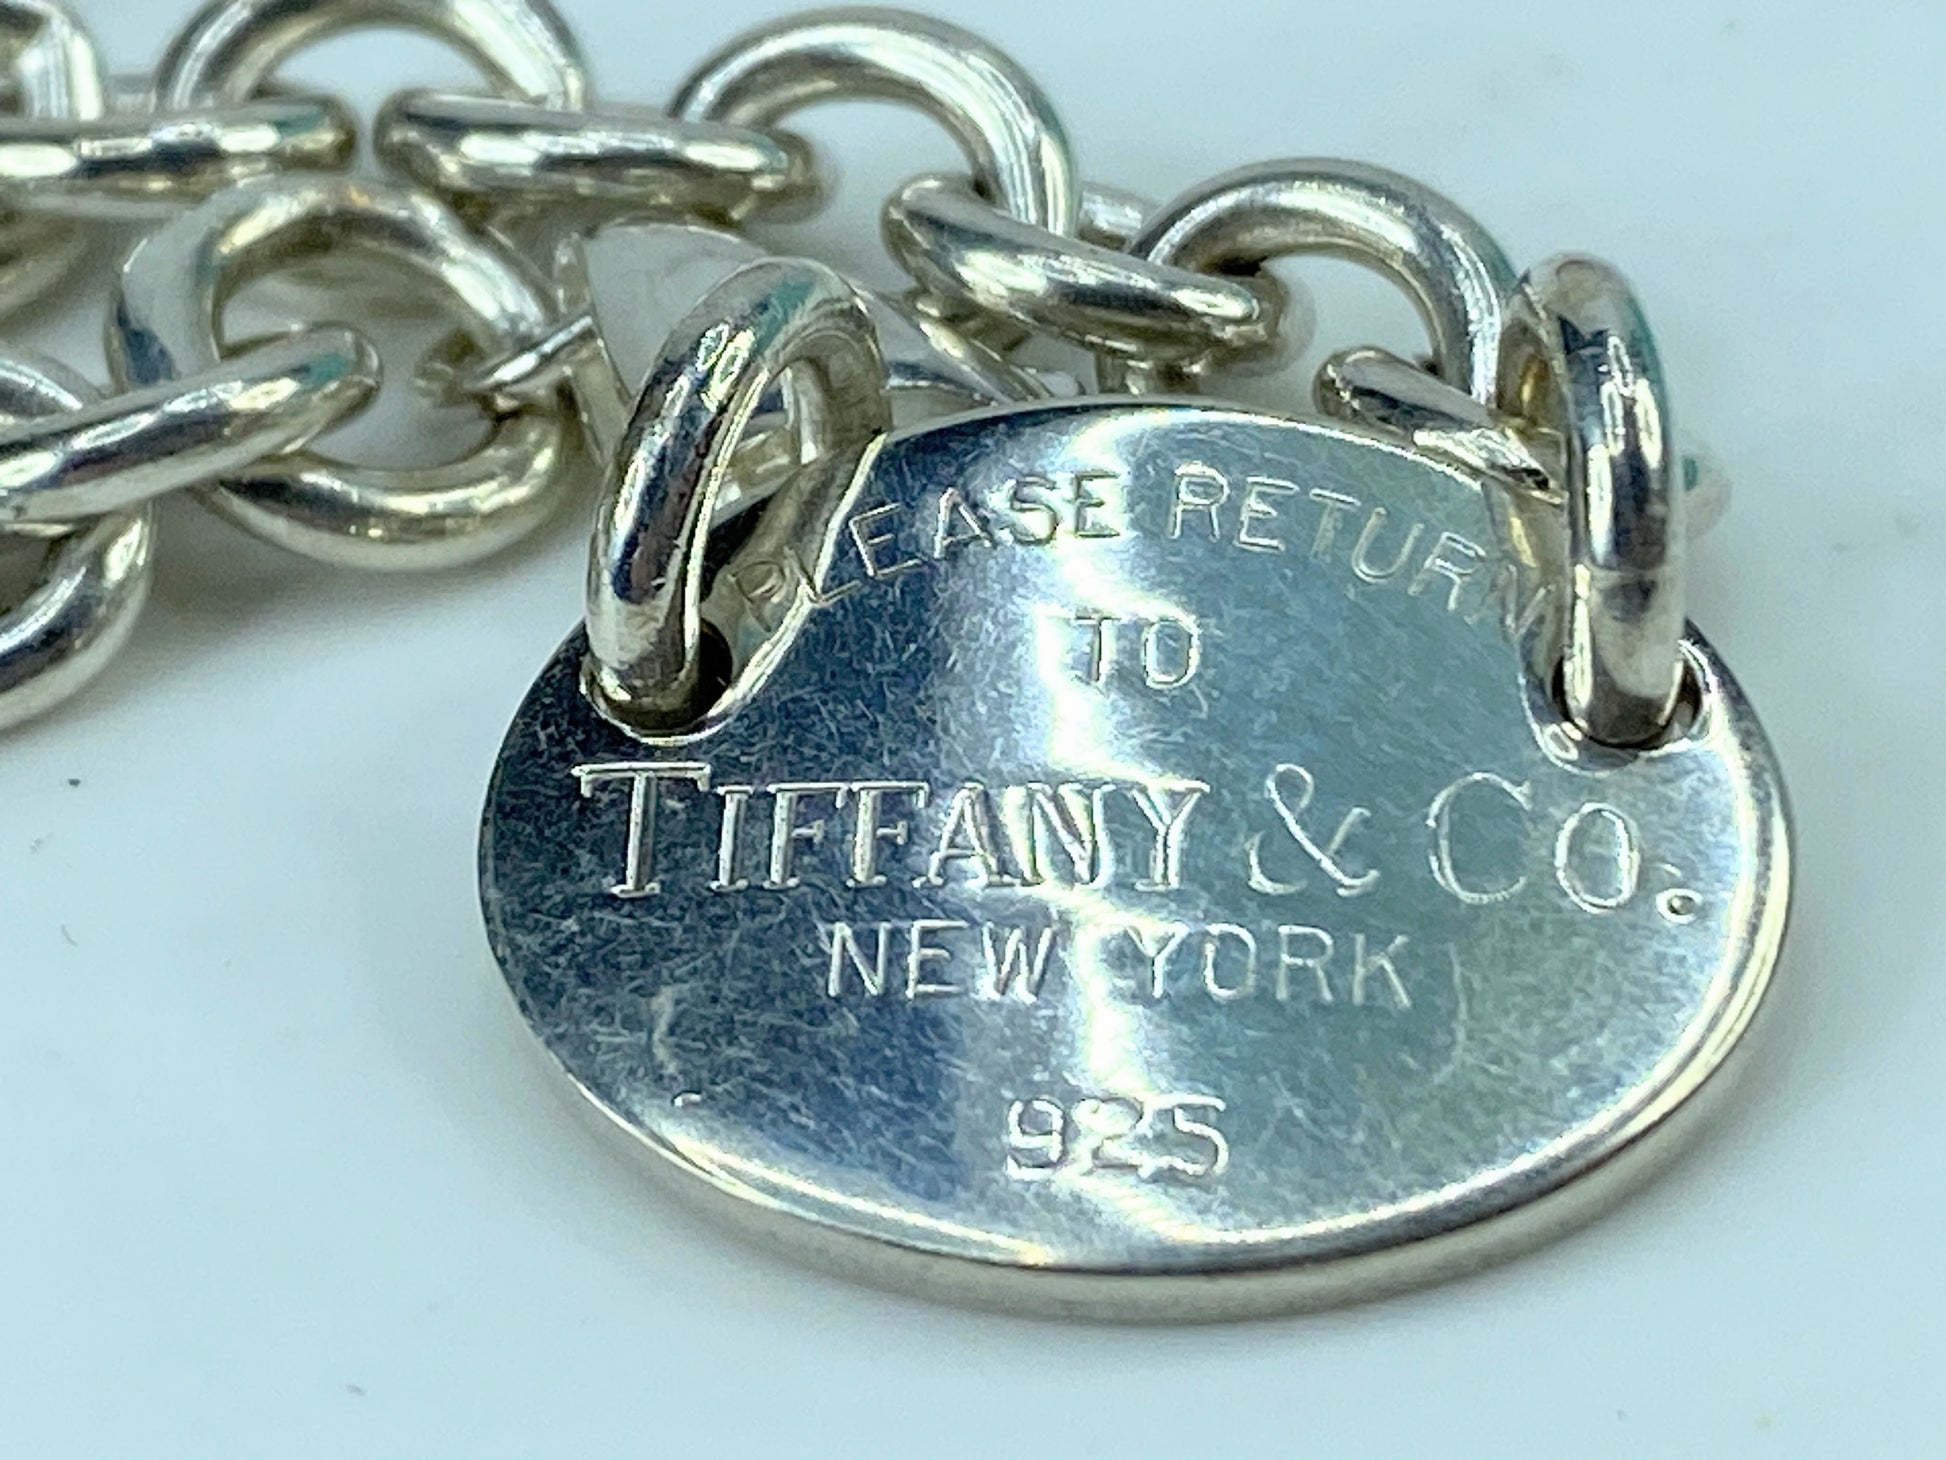 PLEASE RETURN
TO
TIFFANY & CO.
NEW YORK
925